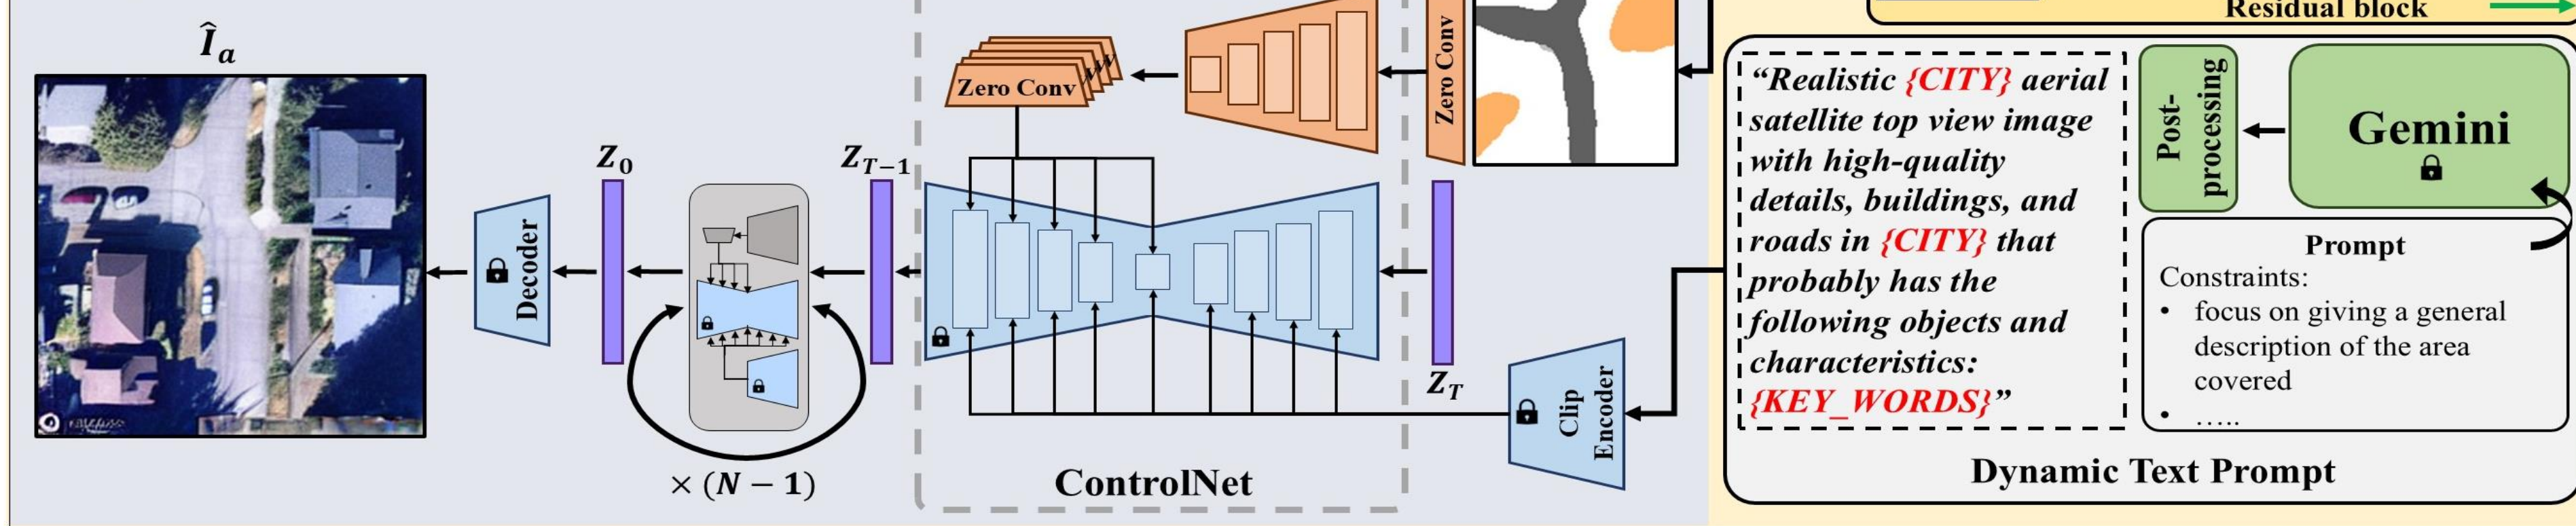 Î_a
Z_0
Decoder
× (N − 1)
Z_{T−1}
Zero Conv
ControlNet
Zero Conv
Z_T
Clip
Encoder
Residual block
“Realistic {CITY} aerial
satellite top view image
with high-quality
details, buildings, and
roads in {CITY} that
probably has the
following objects and
characteristics:
{KEY_WORDS}”
Post-
processing
Gemini
Prompt
Constraints:
• focus on giving a general
description of the area
covered
• …..
Dynamic Text Prompt